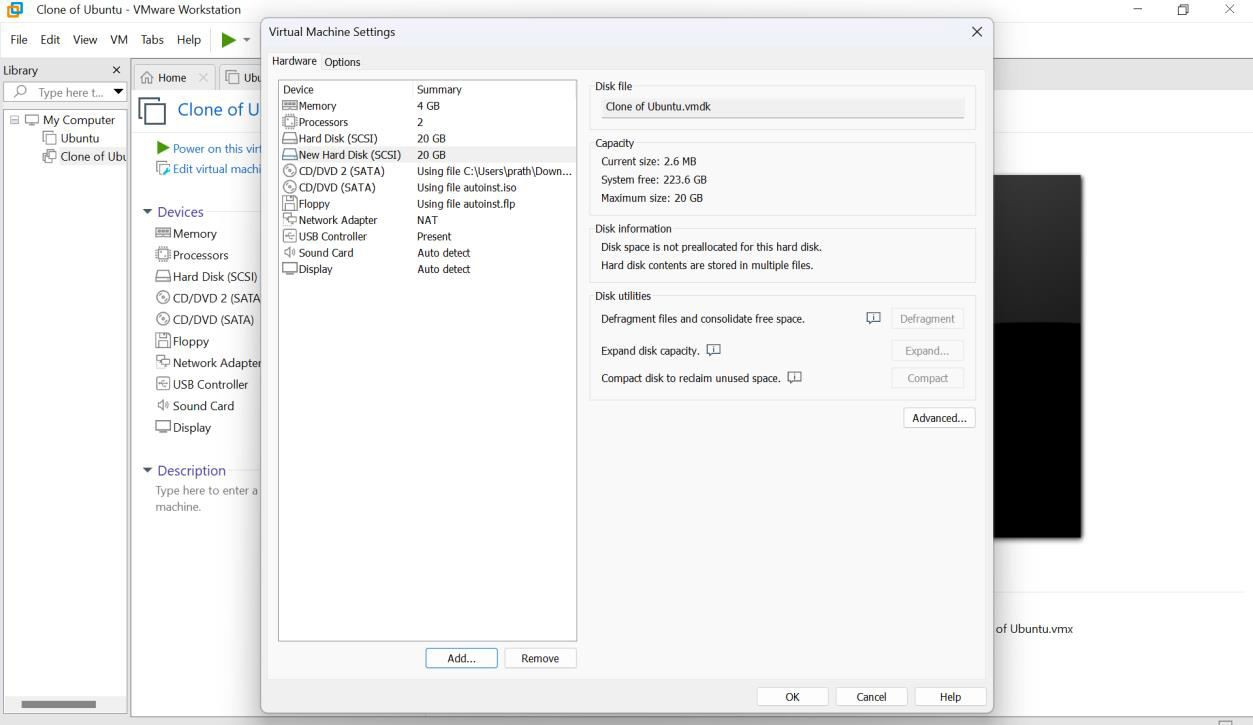 Clone of Ubuntu - VMware Workstation
File Edit View VM Tabs Help
Library
Type here t...
My Computer
Ubuntu
Clone of Ubu
Home
Ubu
Clone of U
Power on this virt
Edit virtual machi
Devices
Memory
Processors
Hard Disk (SCSI)
CD/DVD 2 (SATA
CD/DVD (SATA)
Floppy
Network Adapter
USB Controller
Sound Card
Display
Description
Type here to enter a
machine.
Virtual Machine Settings
Hardware Options
Device Summary
Memory 4 GB
Processors 2
Hard Disk (SCSI) 20 GB
New Hard Disk (SCSI) 20 GB
CD/DVD 2 (SATA) Using file C:\Users\prath\Down...
CD/DVD (SATA) Using file autoinst.iso
Floppy Using file autoinst.flp
Network Adapter NAT
USB Controller Present
Sound Card Auto detect
Display Auto detect
Add... Remove
Disk file
Clone of Ubuntu.vmdk
Capacity
Current size: 2.6 MB
System free: 223.6 GB
Maximum size: 20 GB
Disk information
Disk space is not preallocated for this hard disk.
Hard disk contents are stored in multiple files.
Disk utilities
Defragment files and consolidate free space. Defragment
Expand disk capacity. Expand...
Compact disk to reclaim unused space. Compact
Advanced...
OK Cancel Help
of Ubuntu.vmx